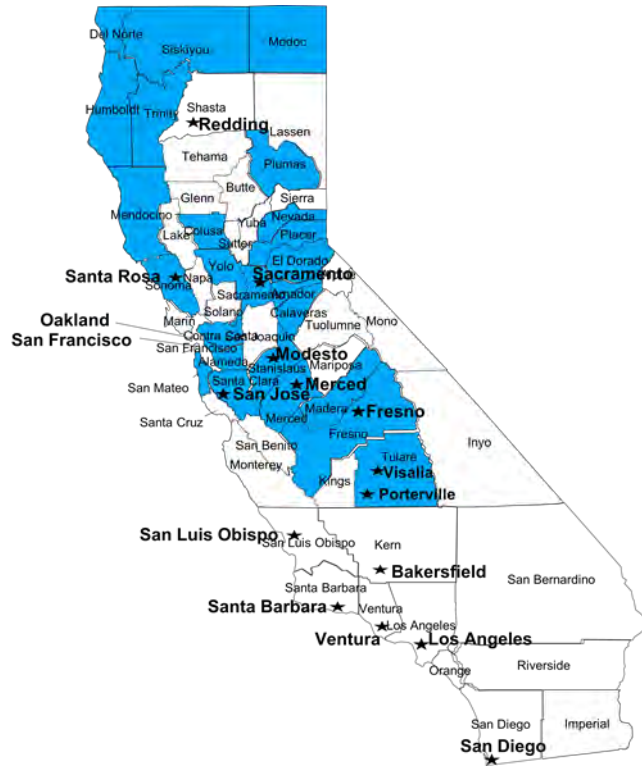 Del Norte
Modoc
Siskiyou
Humboldt
Trinity
Shasta
Redding
Lassen
Tehama
Plumas
Butte
Glenn
Sierra
Mendocino
Nevada
Yuba
Colusa
Placer
Lake
Sutter
El Dorado
Yolo
Santa Rosa
Napa
Sacramento
Sonoma
Sacramento
Amador
Solano
Calaveras
Marin
Mono
Oakland
Tuolumne
Contra Costa
San Joaquin
San Francisco
San Francisco
Modesto
Alameda
Stanislaus
Mariposa
Santa Clara
San Mateo
Merced
San Jose
Madera
Fresno
Santa Cruz
Merced
Fresno
San Benito
Inyo
Tulare
Monterey
Visalia
Kings
Porterville
San Luis Obispo
San Luis Obispo
Kern
Bakersfield
San Bernardino
Santa Barbara
Santa Barbara
Ventura
Los Angeles
Ventura
Los Angeles
Orange
Riverside
San Diego
Imperial
San Diego